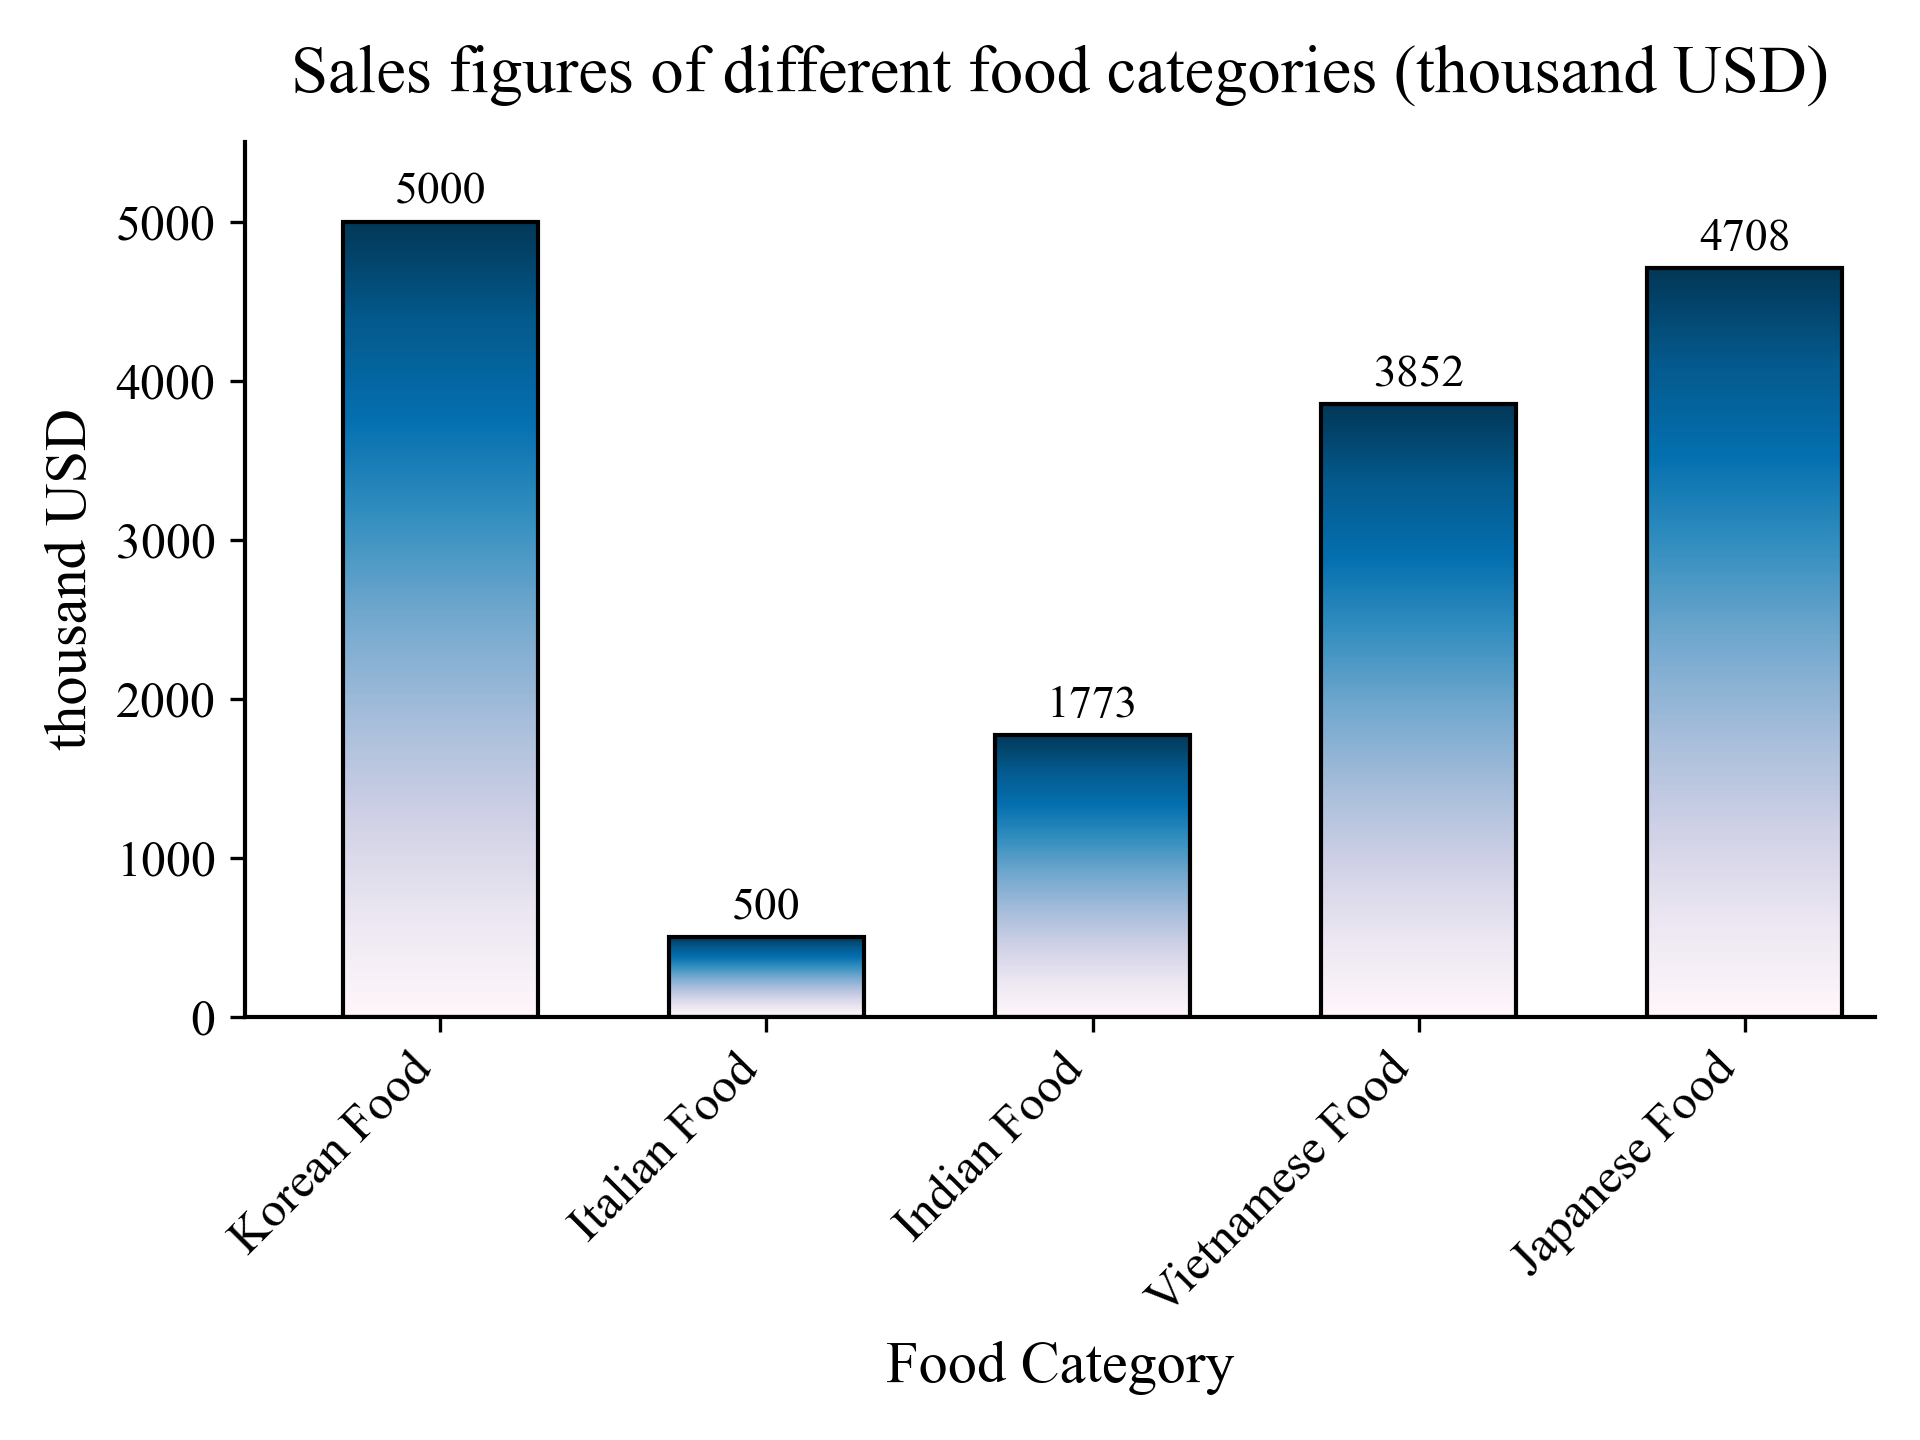 Sales figures of different food categories (thousand USD)
thousand USD
5000
4000
3000
2000
1000
0
5000
500
1773
3852
4708
Korean Food
Italian Food
Indian Food
Vietnamese Food
Japanese Food
Food Category